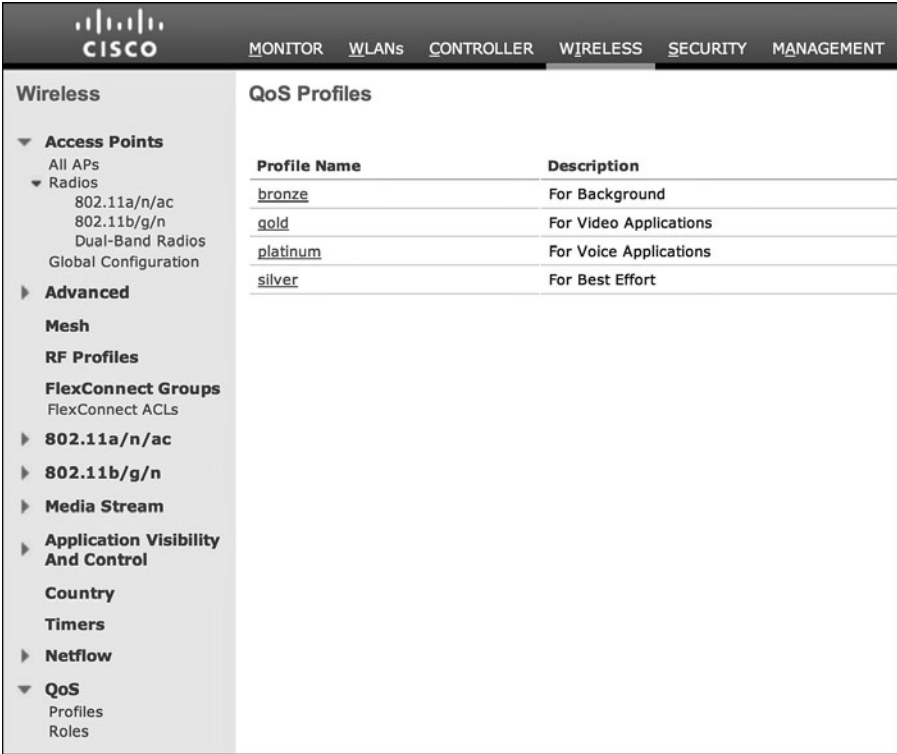 CISCO
MONITOR WLANs CONTROLLER WIRELESS SECURITY MANAGEMENT
Wireless
Access Points
All APs
Radios
802.11a/n/ac
802.11b/g/n
Dual-Band Radios
Global Configuration
Advanced
Mesh
RF Profiles
FlexConnect Groups
FlexConnect ACLs
802.11a/n/ac
802.11b/g/n
Media Stream
Application Visibility
And Control
Country
Timers
Netflow
QoS
Profiles
Roles
QoS Profiles
Profile Name Description
bronze For Background
gold For Video Applications
platinum For Voice Applications
silver For Best Effort